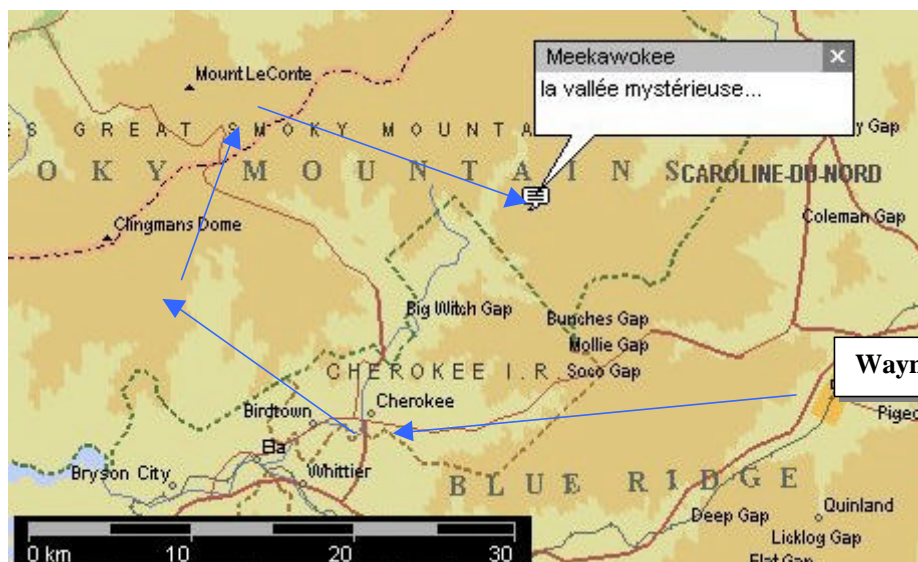 Meekawokee
la vallée mystérieuse...
Mount LeConte
GREAT SMOKY MOUNTA
y Gap
OKY MOUNTAINS
CAROLINE-DU-NORD
Clingmans Dome
Coleman Gap
Big Witch Gap
Bunches Gap
Mollie Gap
Soco Gap
CHEROKEE I.R.
Wayn
Birdtown
Cherokee
Pigeo
Ela
Bryson City
Whittier
BLUE RIDGE
Deep Gap
Quinland
Licklog Gap
Flat Gap
0 km 10 20 30